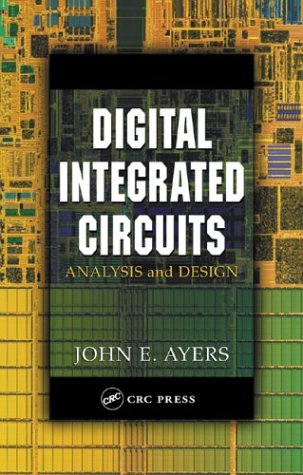 DIGITAL
INTEGRATED
CIRCUITS
ANALYSIS and DESIGN
JOHN E. AYERS
CRC CRC PRESS